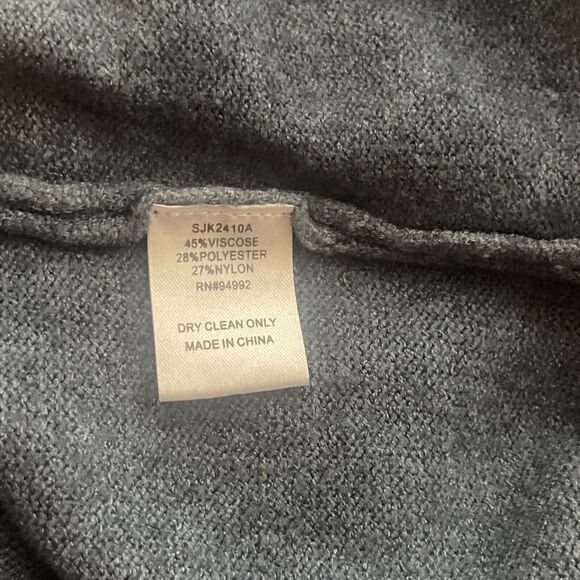 SJK2410A
45%VISCOSE
28%POLYESTER
27%NYLON
RN#94992
DRY CLEAN ONLY
MADE IN CHINA